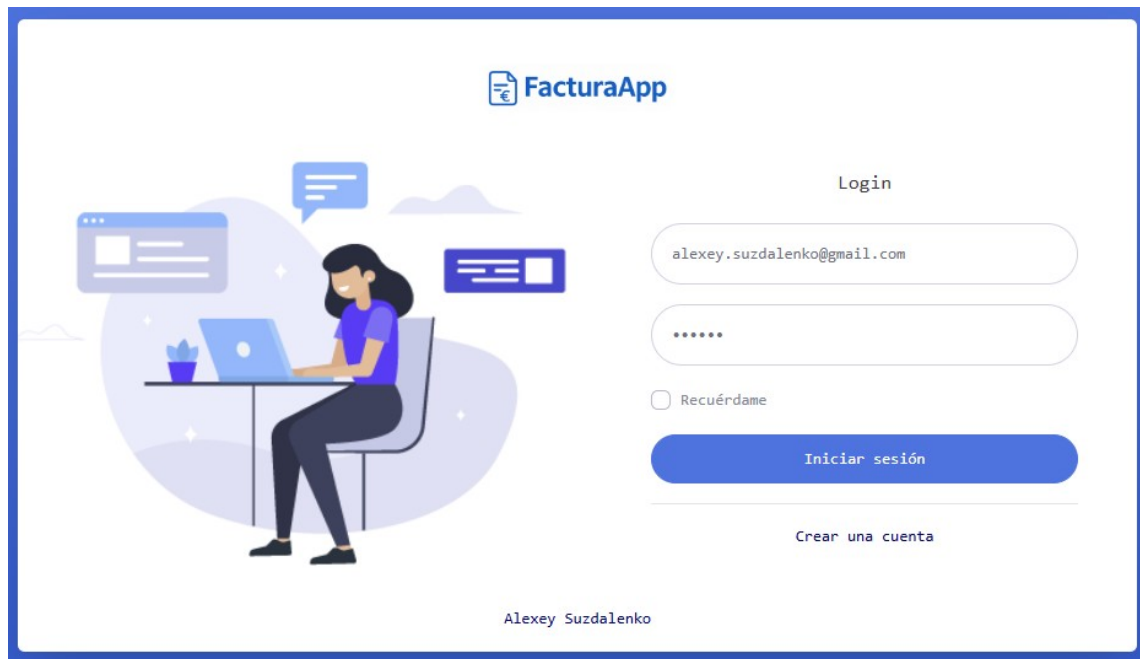 FacturaApp
Login
alexey.suzdalenko@gmail.com
••••••
Recuérdame
Iniciar sesión
Crear una cuenta
Alexey Suzdalenko